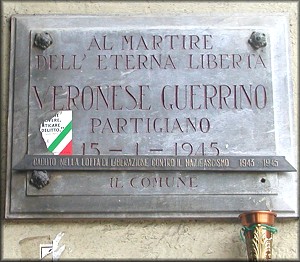 AL MARTIRE
DELL' ETERNA LIBERTÀ
VERONESE GUERRINO
PARTIGIANO
15 - 1 - 1945
CADUTO NELLA LOTTA DI LIBERAZIONE CONTRO IL NAZIFASCISMO 1943 1945
IL COMUNE